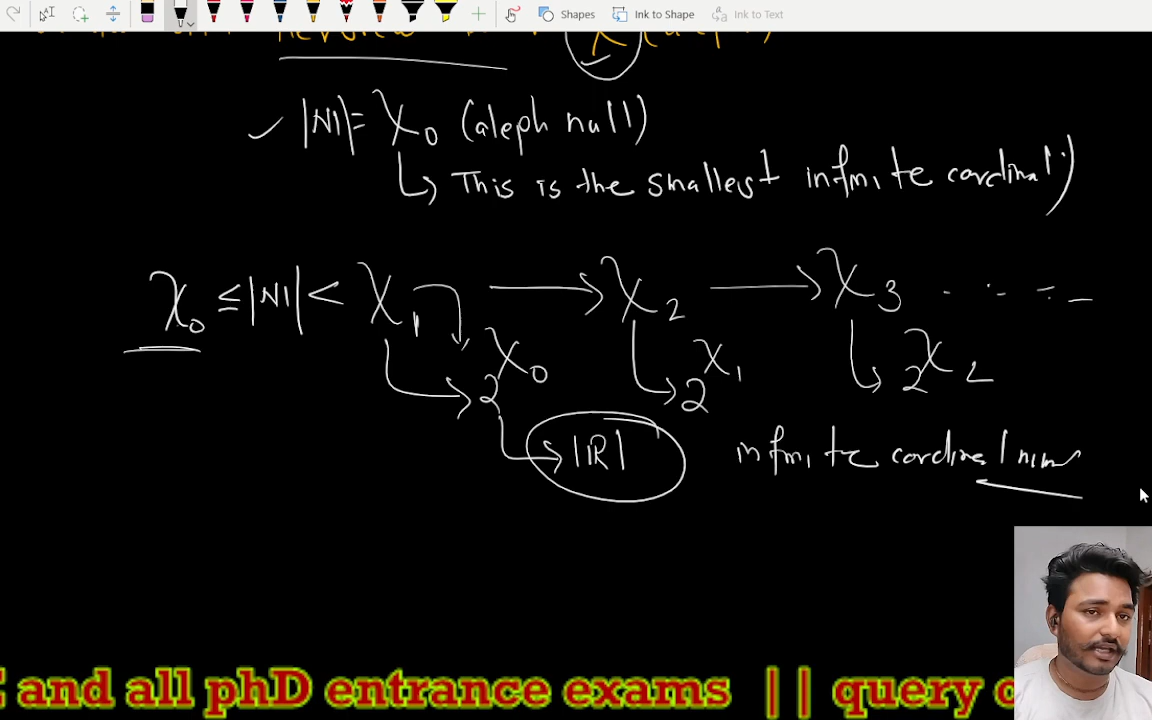 Shapes Ink to Shape Ink to Text
|N|= ℵ0 (aleph null)
This is the smallest infinite cardinal)
ℵ0 ≤ |N| < ℵ1 → ℵ2 → ℵ3 .....
2^ℵ0 2^ℵ1 2^ℵ2
|R| infinite cardinal num
and all phD entrance exams || query